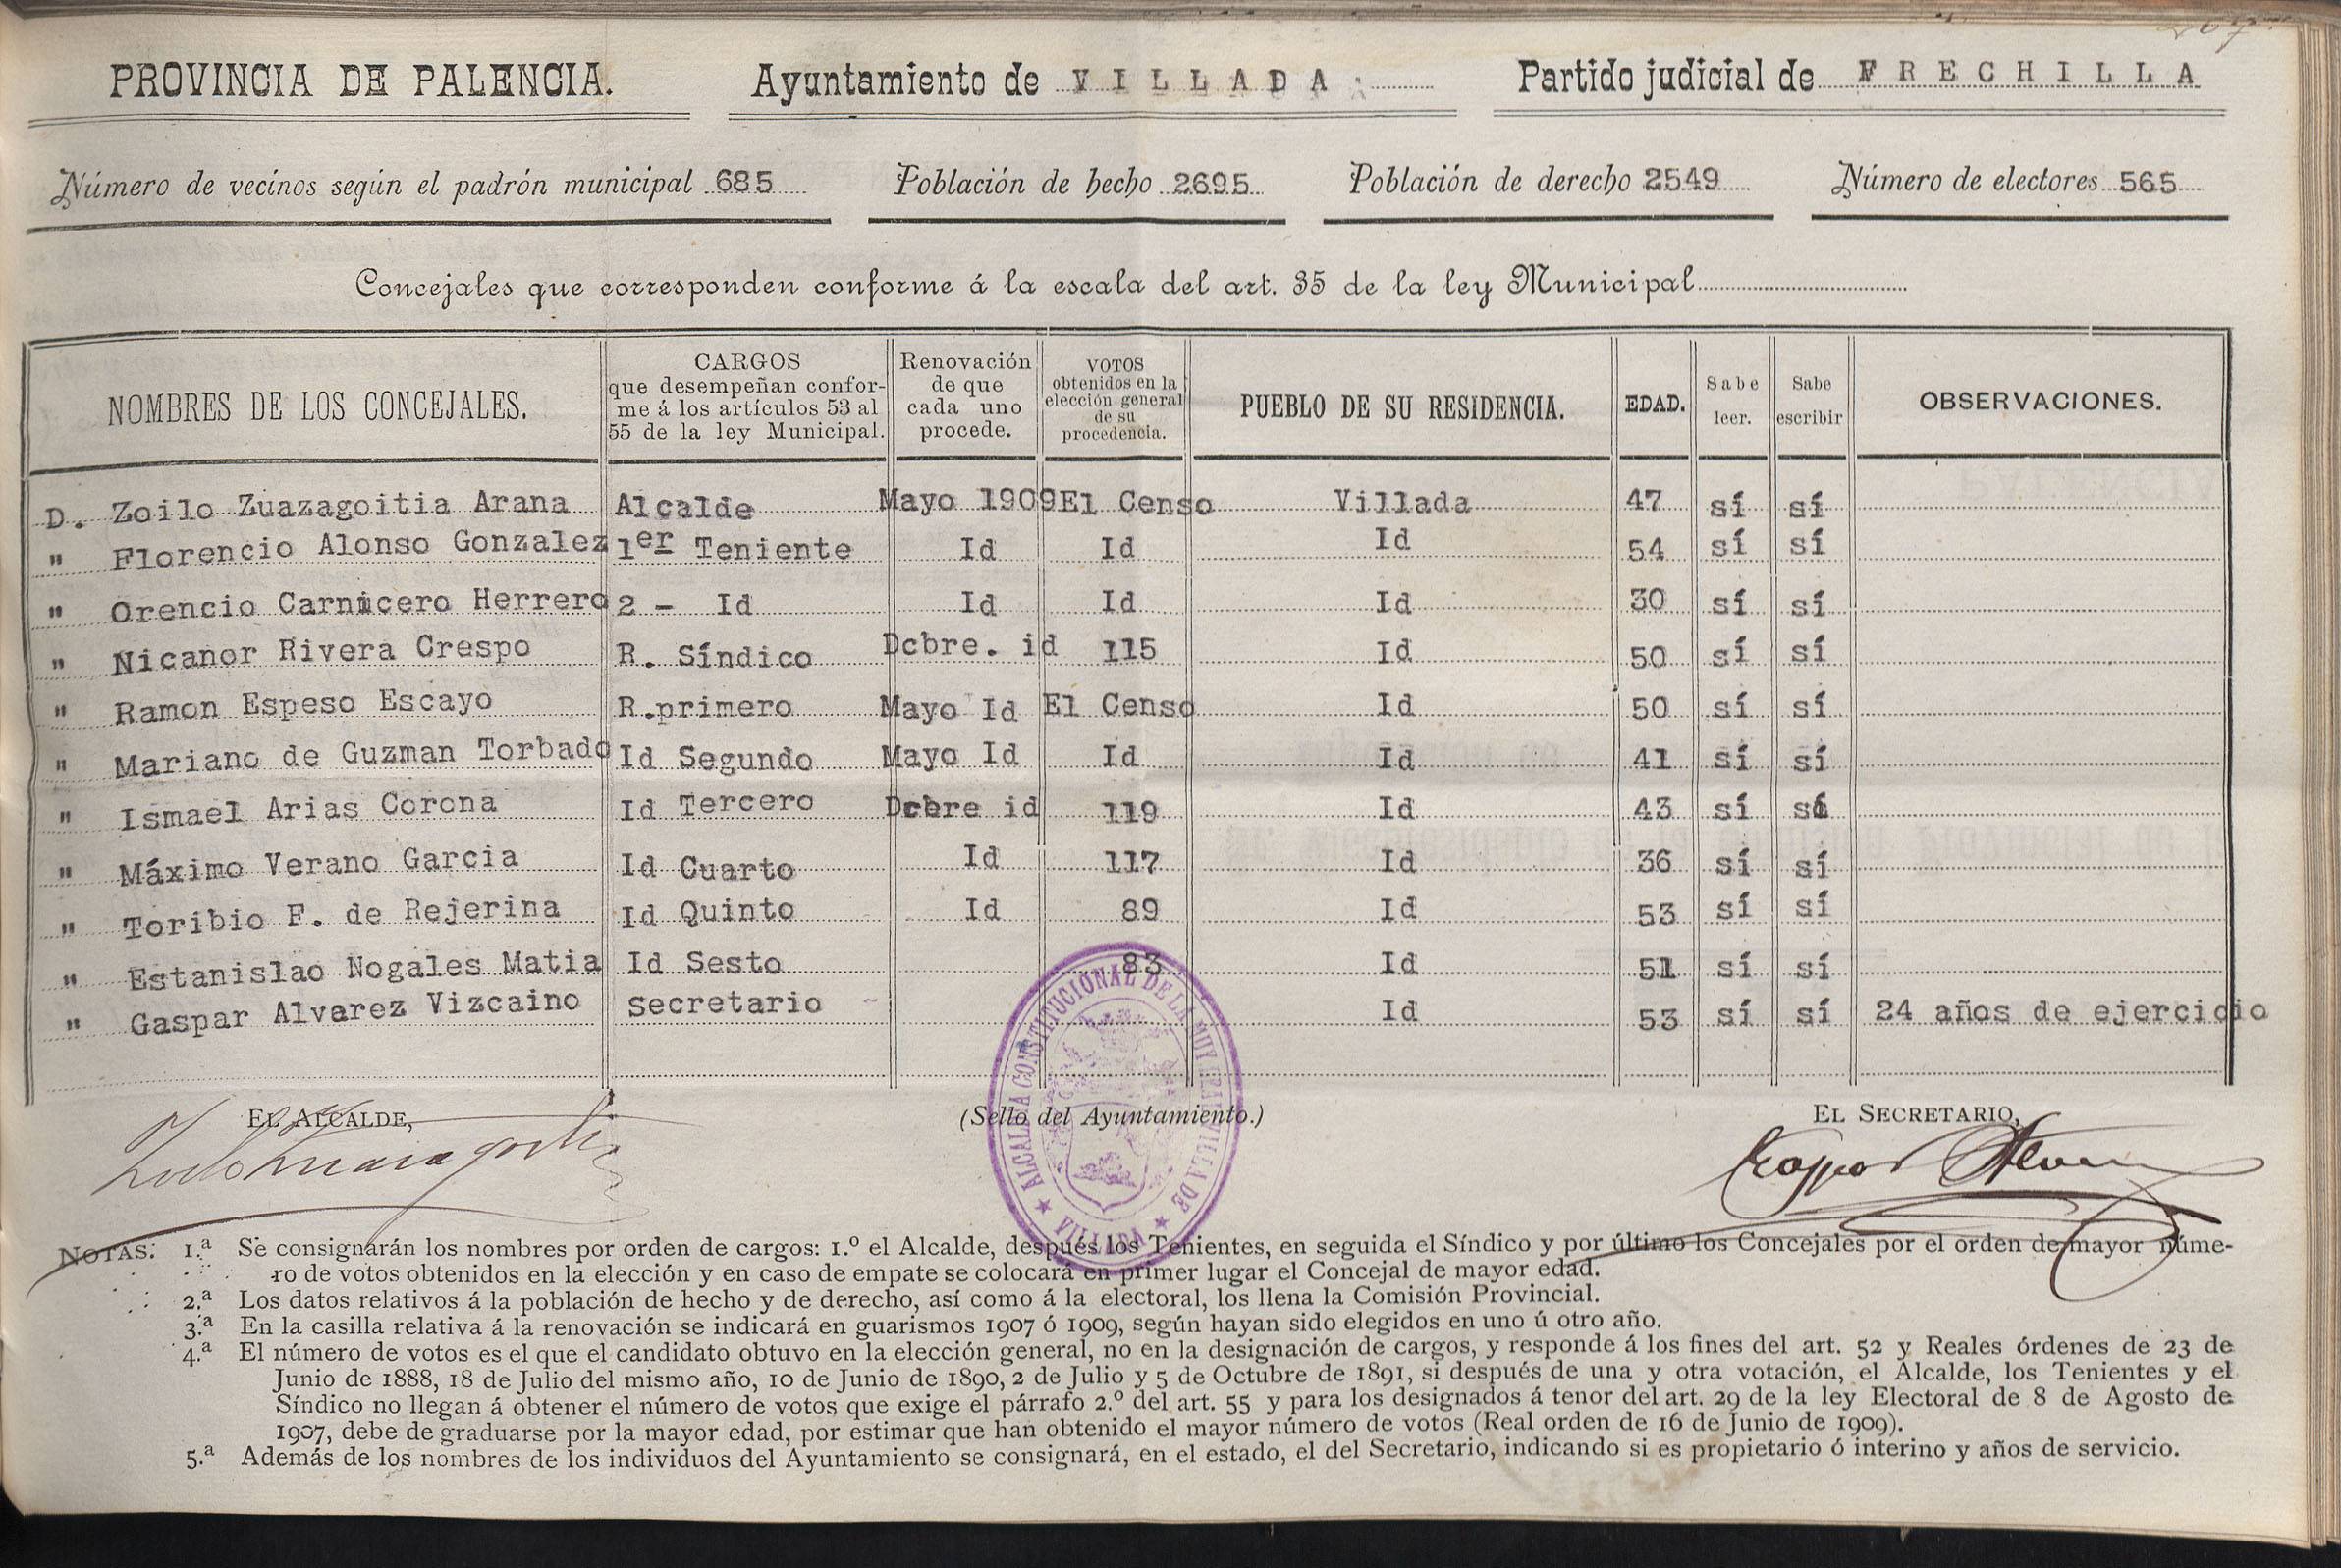 PROVINCIA DE PALENCIA. Ayuntamiento de VILLADA Partido judicial de FRECHILLA
Número de vecinos según el padrón municipal 685 Población de hecho 2695 Población de derecho 2549 Número de electores 565
Concejales que corresponden conforme á la escala del art. 35 de la ley Municipal
NOMBRES DE LOS CONCEJALES. CARGOS que desempeñan conforme á los artículos 53 al 55 de la ley Municipal. Renovación de que cada uno procede. VOTOS obtenidos en la elección general de su procedencia. PUEBLO DE SU RESIDENCIA. EDAD. Sabe leer. Sabe escribir OBSERVACIONES.
D. Zoilo Zuazagoitia Arana Alcalde Mayo 1909 El Censo Villada 47 sí sí
" Florencio Alonso Gonzalez 1er Teniente Id Id Id 54 sí sí
" Orencio Carnicero Herrero 2 - Id Id Id Id 30 sí sí
" Nicanor Rivera Crespo R. Síndico Dcbre. id 115 Id 50 sí sí
" Ramon Espeso Escayo R.primero Mayo Id El Censo Id 50 sí sí
" Mariano de Guzman Torbado Id Segundo Mayo Id Id Id 41 sí sí
" Ismael Arias Corona Id Tercero Dcbre id 119 Id 43 sí sí
" Máximo Verano Garcia Id Cuarto Id 117 Id 36 sí sí
" Toribio F. de Rejerina Id Quinto Id 89 Id 53 sí sí
" Estanislao Nogales Matia Id Sesto 83 Id 51 sí sí
" Gaspar Alvarez Vizcaino Secretario Id 53 sí sí 24 años de ejercicio
EL ALCALDE, (Sello del Ayuntamiento.) EL SECRETARIO,
ALCALDIA CONSTITUCIONAL DE LA MUY LEAL VILLA DE VILLADA
NOTAS: 1.ª Se consignarán los nombres por orden de cargos: 1.º el Alcalde, después los Tenientes, en seguida el Síndico y por último los Concejales por el orden de mayor núme-
ro de votos obtenidos en la elección y en caso de empate se colocará en primer lugar el Concejal de mayor edad.
2.ª Los datos relativos á la población de hecho y de derecho, así como á la electoral, los llena la Comisión Provincial.
3.ª En la casilla relativa á la renovación se indicará en guarismos 1907 ó 1909, según hayan sido elegidos en uno ú otro año.
4.ª El número de votos es el que el candidato obtuvo en la elección general, no en la designación de cargos, y responde á los fines del art. 52 y Reales órdenes de 23 de
Junio de 1888, 18 de Julio del mismo año, 10 de Junio de 1890, 2 de Julio y 5 de Octubre de 1891, si después de una y otra votación, el Alcalde, los Tenientes y el
Síndico no llegan á obtener el número de votos que exige el párrafo 2.º del art. 55 y para los designados á tenor del art. 29 de la ley Electoral de 8 de Agosto de
1907, debe de graduarse por la mayor edad, por estimar que han obtenido el mayor número de votos (Real orden de 16 de Junio de 1909).
5.ª Además de los nombres de los individuos del Ayuntamiento se consignará, en el estado, el del Secretario, indicando si es propietario ó interino y años de servicio.